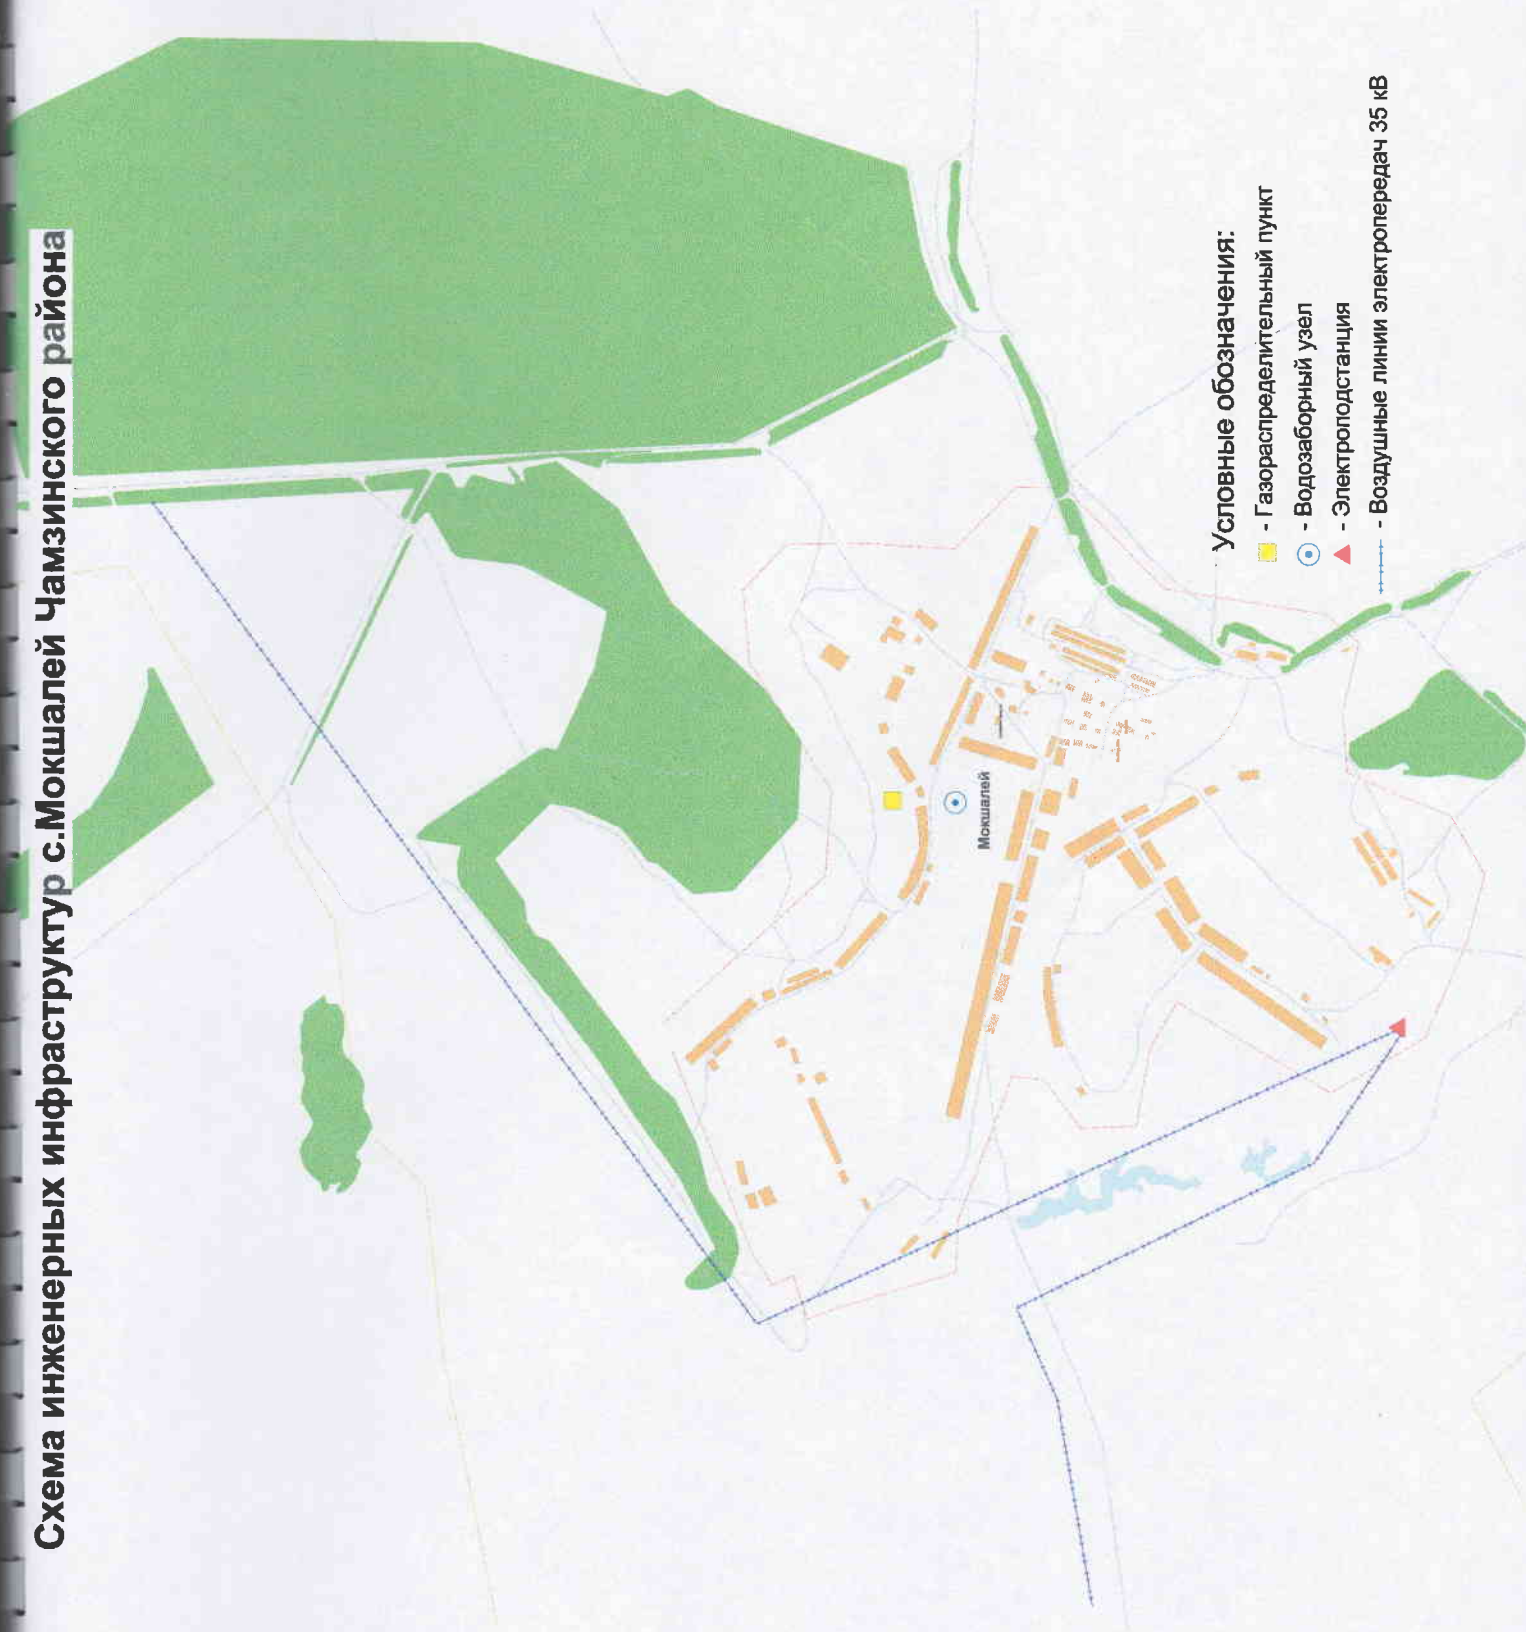 Схема инженерных инфраструктур с.Мокшалей Чамзинского района
Мокшалей
Условные обозначения:
- Газораспределительный пункт
- Водозаборный узел
- Электроподстанция
- Воздушные линии электропередач 35 кВ